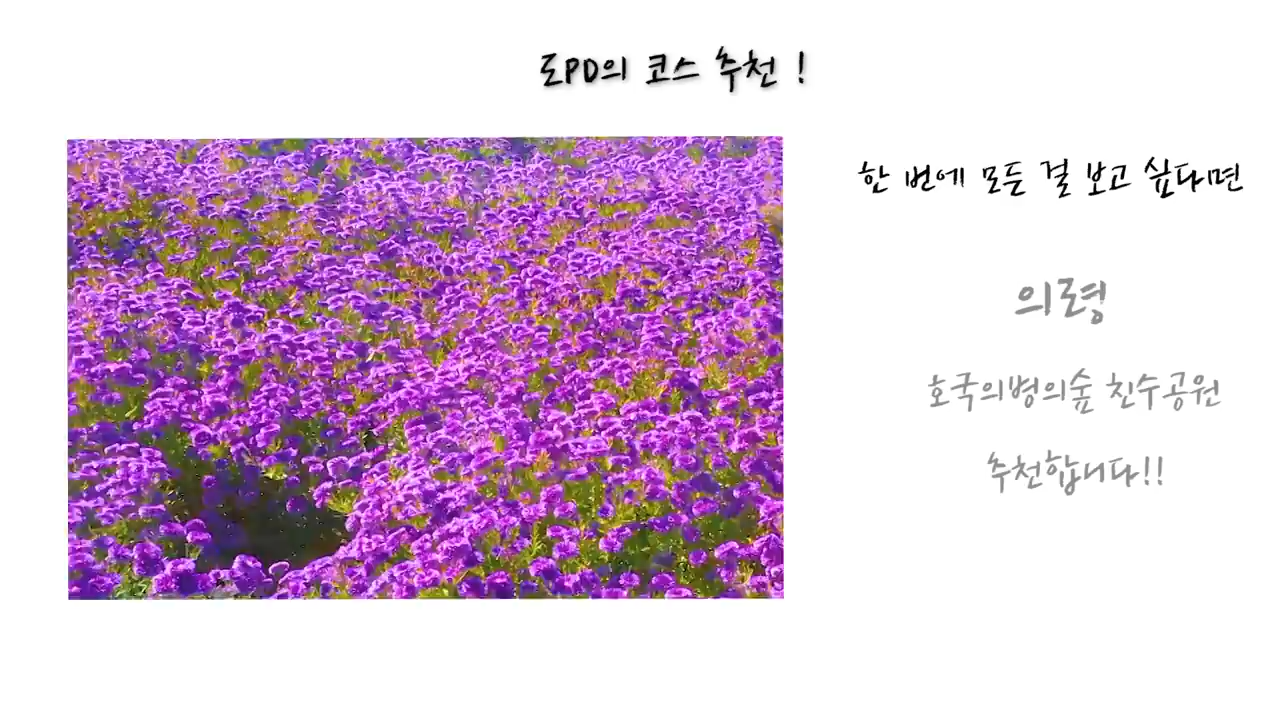 도PD의 코스 추천 !
한 번에 모든 걸 보고 싶다면
의령
호국의병의숲 친수공원
추천합니다!!